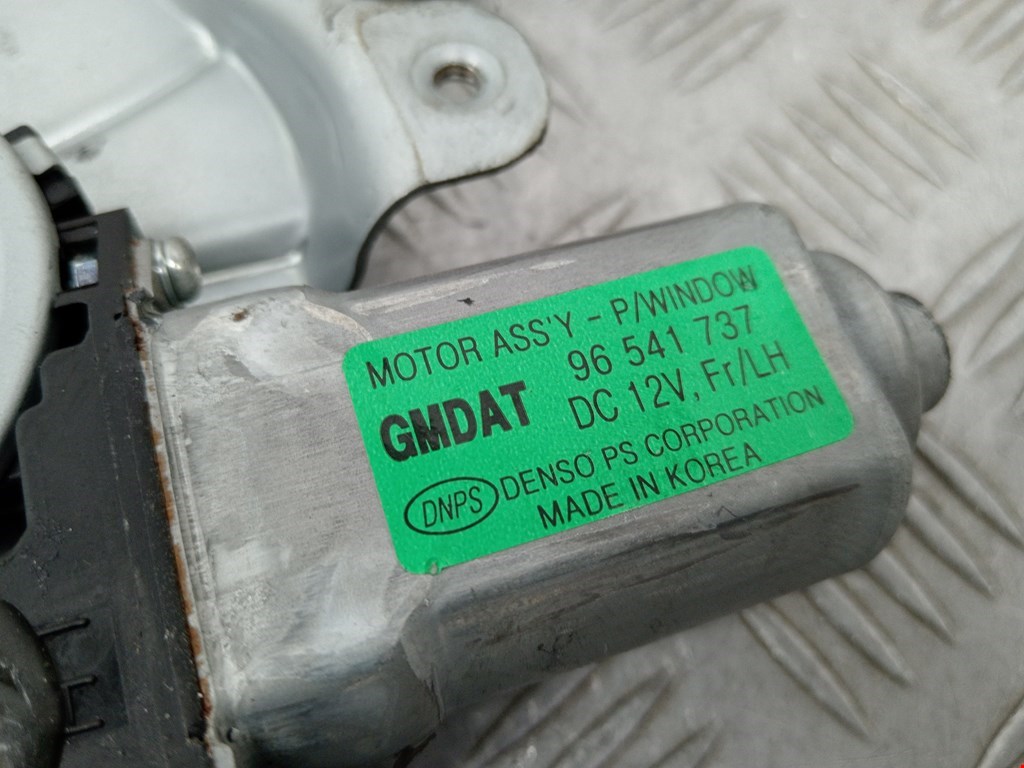 MOTOR ASS'Y - P/WINDOW
96 541 737
GMDAT
DC 12V, Fr/LH
DNPS DENSO PS CORPORATION
MADE IN KOREA